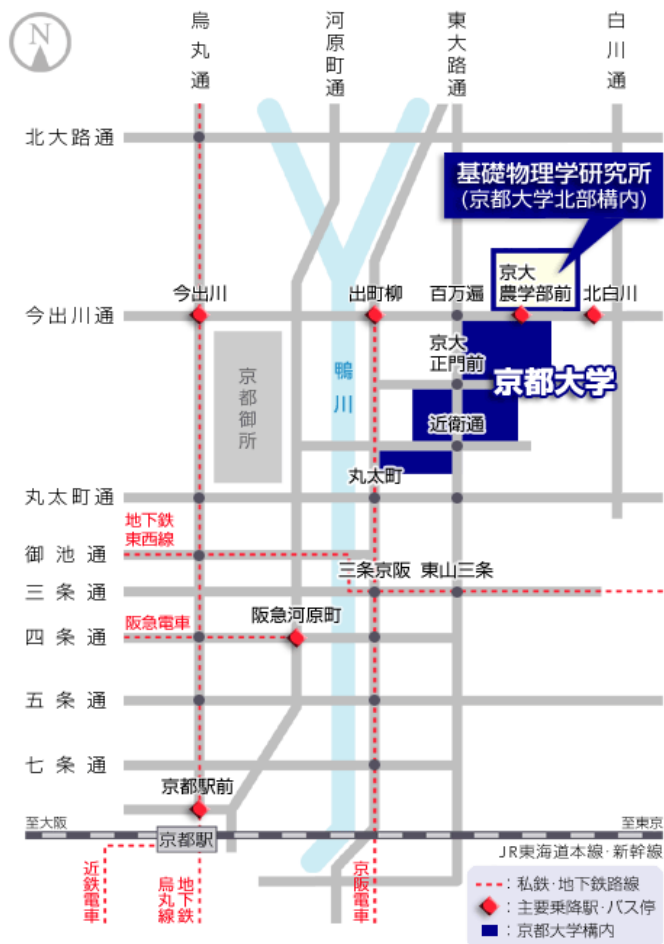 N
烏丸通
河原町通
東大路通
白川通
北大路通
基礎物理学研究所
(京都大学北部構内)
今出川
出町柳
百万遍
京大
農学部前
北白川
今出川通
京大
正門前
京都御所
鴨川
京都大学
近衛通
丸太町
丸太町通
地下鉄
東西線
御池通
三条京阪
東山三条
三条通
阪急河原町
阪急電車
四条通
五条通
七条通
京都駅前
至大阪
至東京
京都駅
JR東海道本線・新幹線
近鉄電車
地下鉄
烏丸線
京阪電車
:私鉄・地下鉄路線
:主要乗降駅・バス停
:京都大学構内